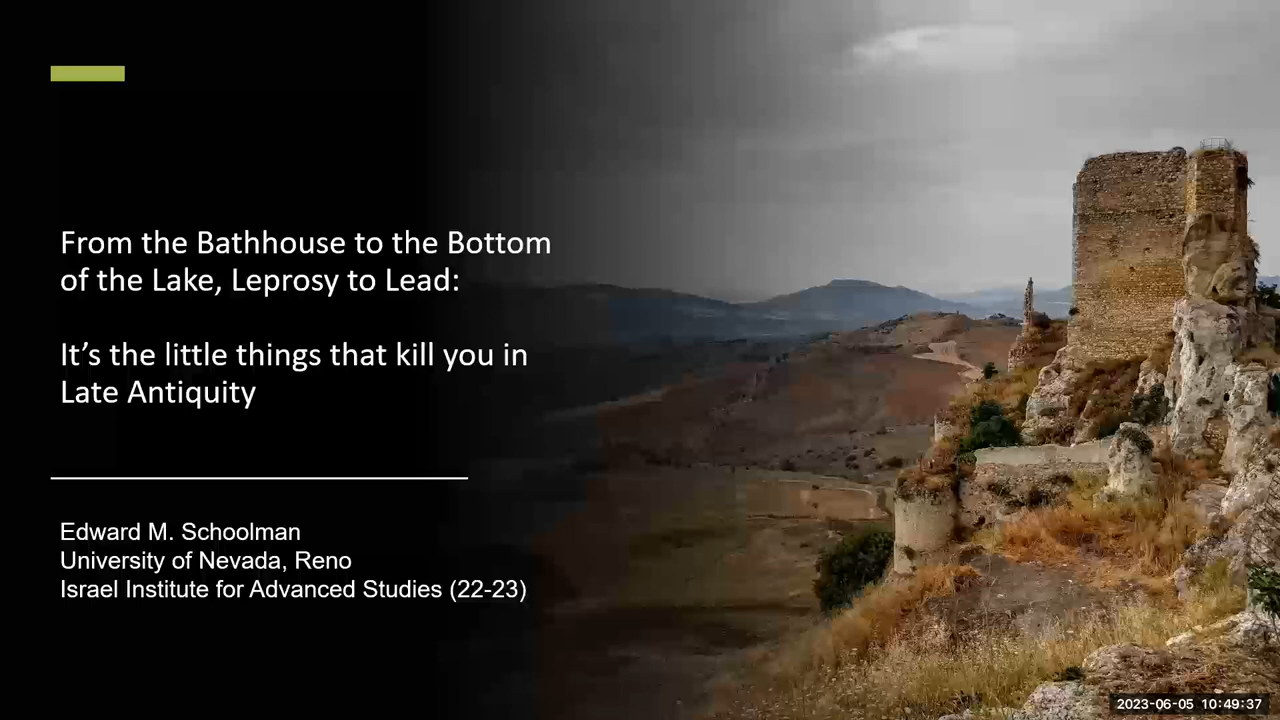 From the Bathhouse to the Bottom
of the Lake, Leprosy to Lead:
It’s the little things that kill you in
Late Antiquity
Edward M. Schoolman
University of Nevada, Reno
Israel Institute for Advanced Studies (22-23)
2023-06-05 10:49:37